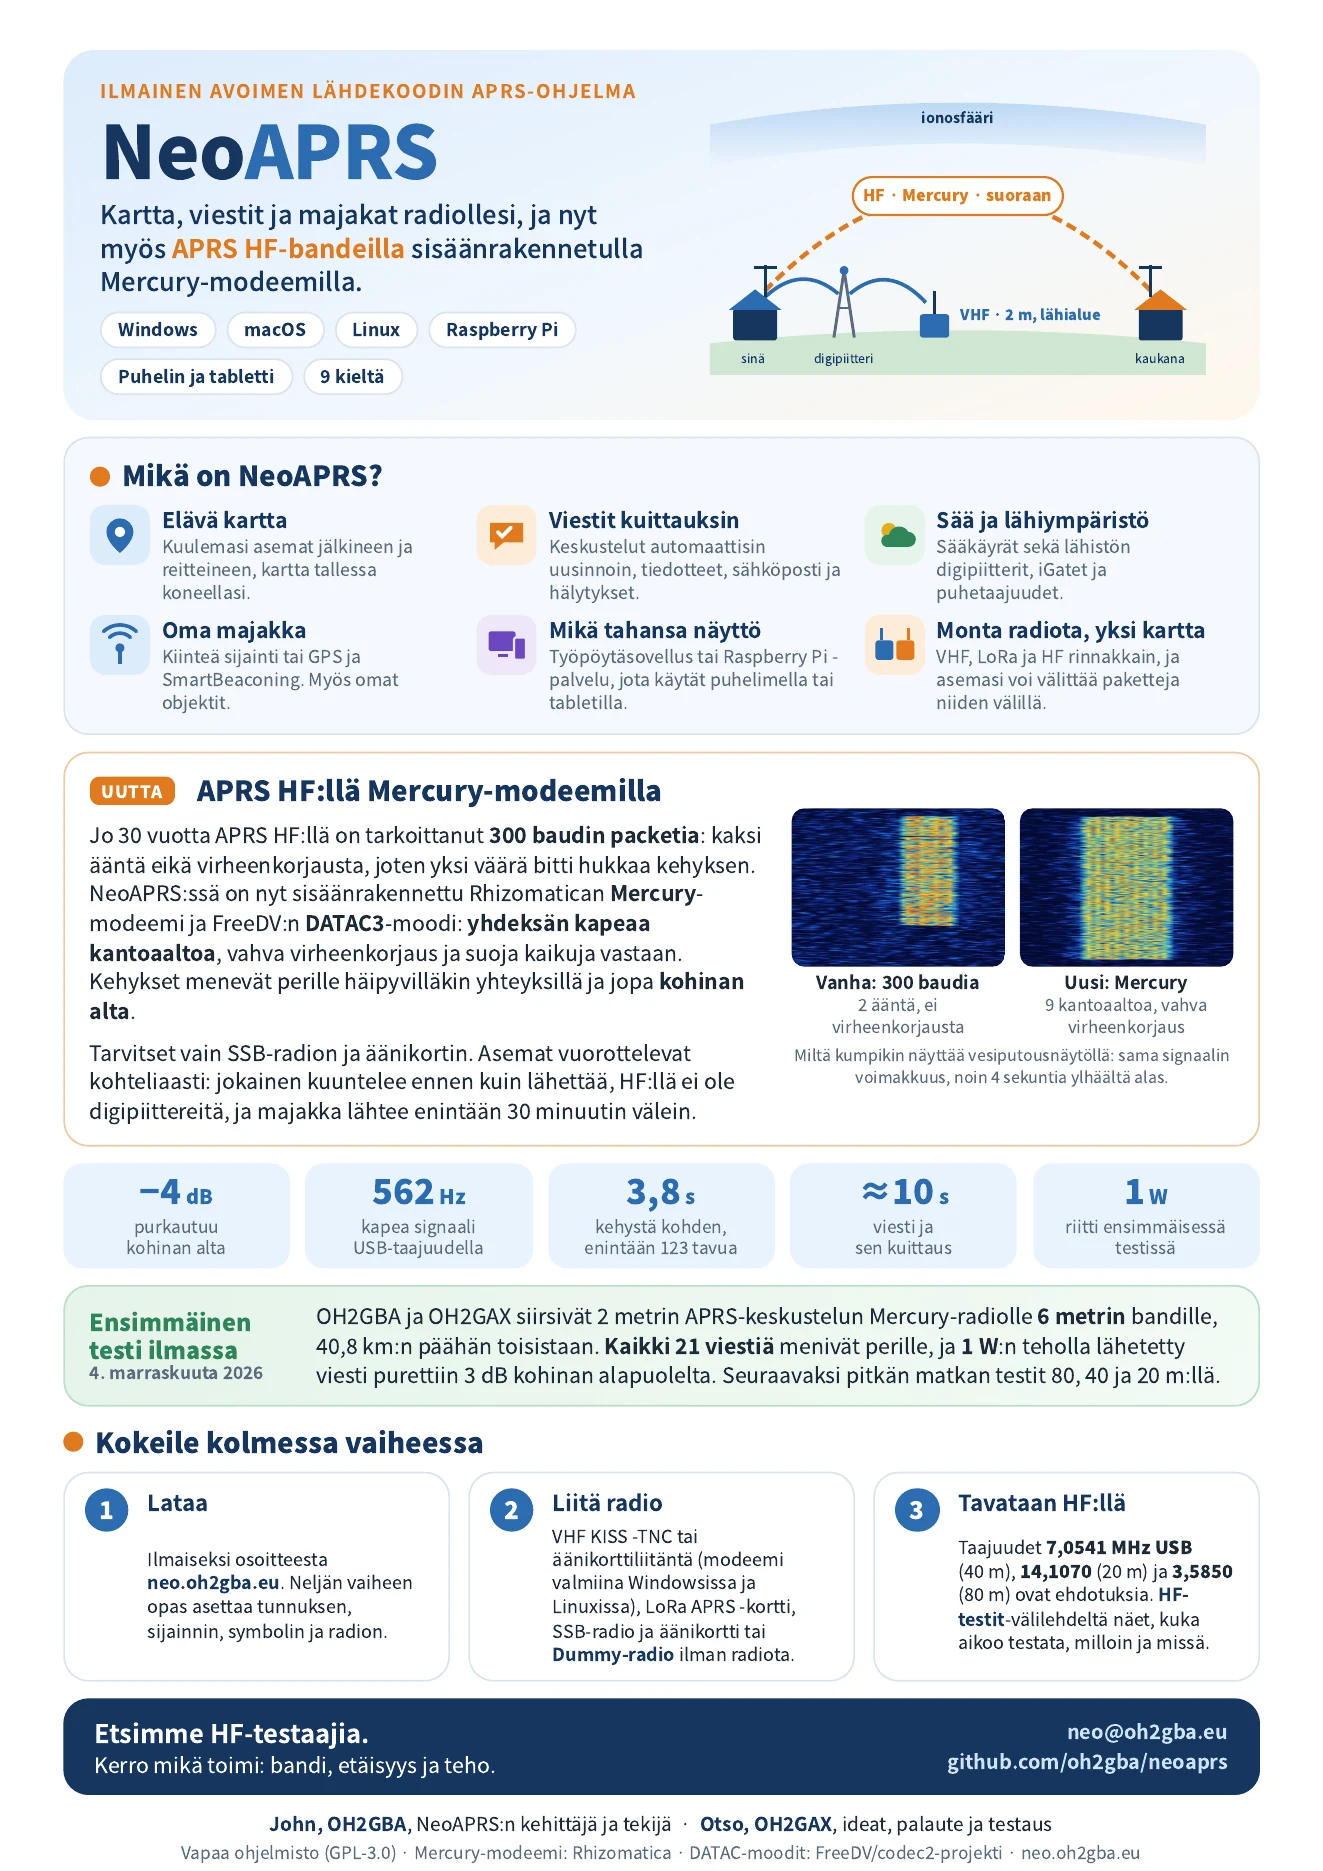 ILMAINEN AVOIMEN LÄHDEKOODIN APRS-OHJELMA
NeoAPRS
Kartta, viestit ja majakat radiollesi, ja nyt
myös APRS HF-bandeilla sisäänrakennetulla
Mercury-modeemilla.
Windows
macOS
Linux
Raspberry Pi
Puhelin ja tabletti
9 kieltä
ionosfääri
HF · Mercury · suoraan
VHF · 2 m, lähialue
sinä
digipiitteri
kaukana
Mikä on NeoAPRS?
Elävä kartta
Kuulemasi asemat jälkineen ja
reitteineen, kartta tallessa
koneellasi.
Viestit kuittauksin
Keskustelut automaattisin
uusinnoin, tiedotteet, sähköposti ja
hälytykset.
Sää ja lähiympäristö
Sääkäyrät sekä lähistön
digipiitterit, iGatet ja
puhetaajuudet.
Oma majakka
Kiinteä sijainti tai GPS ja
SmartBeaconing. Myös omat
objektit.
Mikä tahansa näyttö
Työpöytäsovellus tai Raspberry Pi -
palvelu, jota käytät puhelimella tai
tabletilla.
Monta radiota, yksi kartta
VHF, LoRa ja HF rinnakkain, ja
asemasi voi välittää paketteja
niiden välillä.
UUTTA
APRS HF:llä Mercury-modeemilla
Jo 30 vuotta APRS HF:llä on tarkoittanut 300 baudin packetia: kaksi
ääntä eikä virheenkorjausta, joten yksi väärä bitti hukkaa kehyksen.
NeoAPRS:ssä on nyt sisäänrakennettu Rhizomatican Mercury-
modeemi ja FreeDV:n DATAC3-moodi: yhdeksän kapeaa
kantoaaltoa, vahva virheenkorjaus ja suoja kaikuja vastaan.
Kehykset menevät perille häipyvilläkin yhteyksillä ja jopa kohinan
alta.
Tarvitset vain SSB-radion ja äänikortin. Asemat vuorottelevat
kohteliaasti: jokainen kuuntelee ennen kuin lähettää, HF:llä ei ole
digipiittereitä, ja majakka lähtee enintään 30 minuutin välein.
Vanha: 300 baudia
2 ääntä, ei
virheenkorjausta
Uusi: Mercury
9 kantoaaltoa, vahva
virheenkorjaus
Miltä kumpikin näyttää vesiputousnäytöllä: sama signaalin
voimakkuus, noin 4 sekuntia ylhäältä alas.
−4 dB
purkautuu
kohinan alta
562 Hz
kapea signaali
USB-taajuudella
3,8 s
kehystä kohden,
enintään 123 tavua
≈10 s
viesti ja
sen kuittaus
1 W
riitti ensimmäisessä
testissä
Ensimmäinen
testi ilmassa
4. marraskuuta 2026
OH2GBA ja OH2GAX siirsivät 2 metrin APRS-keskustelun Mercury-radiolle 6 metrin bandille,
40,8 km:n päähän toisistaan. Kaikki 21 viestiä menivät perille, ja 1 W:n teholla lähetetty
viesti purettiin 3 dB kohinan alapuolelta. Seuraavaksi pitkän matkan testit 80, 40 ja 20 m:llä.
Kokeile kolmessa vaiheessa
1
Lataa
Ilmaiseksi osoitteesta
neo.oh2gba.eu. Neljän vaiheen
opas asettaa tunnuksen,
sijainnin, symbolin ja radion.
2
Liitä radio
VHF KISS -TNC tai
äänikorttiliitäntä (modeemi
valmiina Windowsissa ja
Linuxissa), LoRa APRS -kortti,
SSB-radio ja äänikortti tai
Dummy-radio ilman radiota.
3
Tavataan HF:llä
Taajuudet 7,0541 MHz USB
(40 m), 14,1070 (20 m) ja 3,5850
(80 m) ovat ehdotuksia. HF-
testit-välilehdeltä näet, kuka
aikoo testata, milloin ja missä.
Etsimme HF-testaajia.
Kerro mikä toimi: bandi, etäisyys ja teho.
neo@oh2gba.eu
github.com/oh2gba/neoaprs
John, OH2GBA, NeoAPRS:n kehittäjä ja tekijä · Otso, OH2GAX, ideat, palaute ja testaus
Vapaa ohjelmisto (GPL-3.0) · Mercury-modeemi: Rhizomatica · DATAC-moodit: FreeDV/codec2-projekti · neo.oh2gba.eu